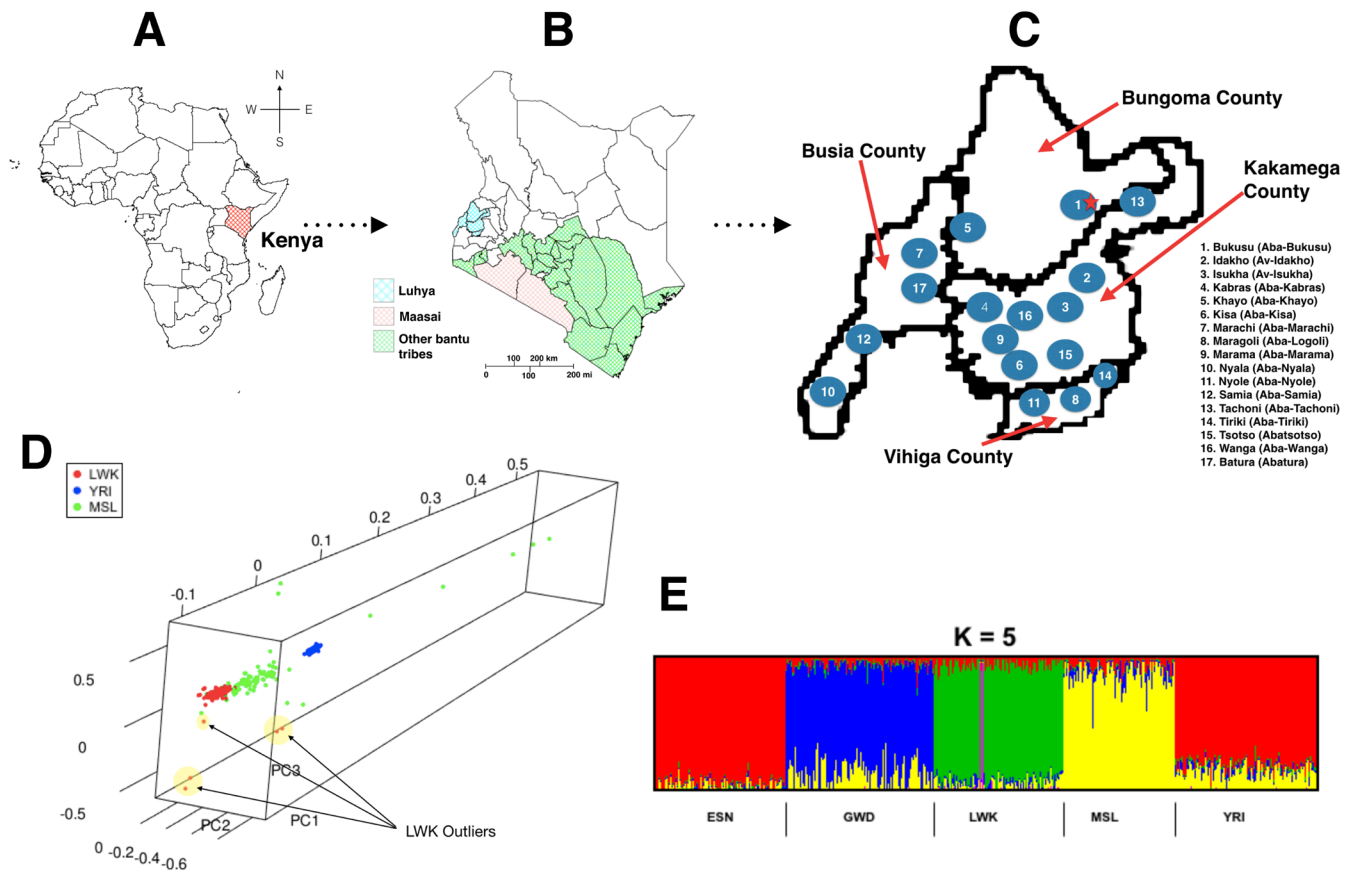 A
B
C
N
W
E
S
Kenya
Luhya
Maasai
Other bantu
tribes
100 200 km
0 100 200 mi
Bungoma County
Busia County
Kakamega
County
Vihiga County
1
13
5
7
2
17
4
16
3
12
9
15
6
14
10
11
8
1. Bukusu (Aba-Bukusu)
2. Idakho (Av-Idakho)
3. Isukha (Av-Isukha)
4. Kabras (Aba-Kabras)
5. Khayo (Aba-Khayo)
6. Kisa (Aba-Kisa)
7. Marachi (Aba-Marachi)
8. Maragoli (Aba-Logoli)
9. Marama (Aba-Marama)
10. Nyala (Aba-Nyala)
11. Nyole (Aba-Nyole)
12. Samia (Aba-Samia)
13. Tachoni (Aba-Tachoni)
14. Tiriki (Aba-Tiriki)
15. Tsotso (Abatsotso)
16. Wanga (Aba-Wanga)
17. Batura (Abatura)
D
LWK
YRI
MSL
-0.1
0
0.1
0.2
0.3
0.4
0.5
0.5
0
-0.5
0 -0.2 -0.4 -0.6
PC3
PC2
PC1
LWK Outliers
E
K = 5
ESN
GWD
LWK
MSL
YRI